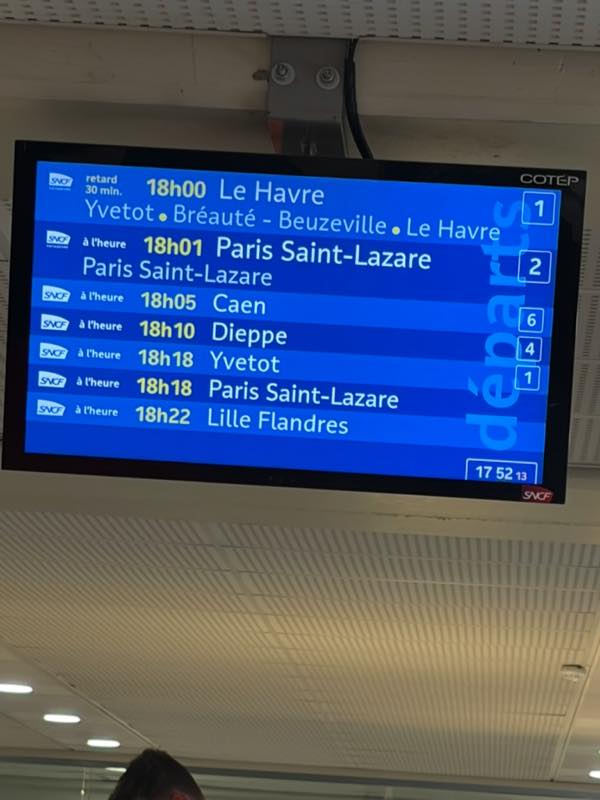 COTEP
départs
SNCF retard 30 min. 18h00 Le Havre 1
Yvetot • Bréauté - Beuzeville • Le Havre
SNCF à l'heure 18h01 Paris Saint-Lazare 2
Paris Saint-Lazare
SNCF à l'heure 18h05 Caen 6
SNCF à l'heure 18h10 Dieppe 4
SNCF à l'heure 18h18 Yvetot 1
SNCF à l'heure 18h18 Paris Saint-Lazare
SNCF à l'heure 18h22 Lille Flandres
17 52 13
SNCF